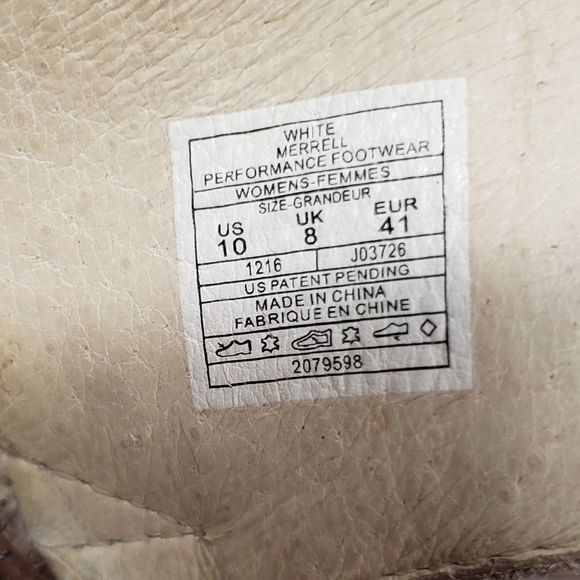 WHITE
MERRELL
PERFORMANCE FOOTWEAR
WOMENS-FEMMES
SIZE-GRANDEUR
US UK EUR
10 8 41
1216 J03726
US PATENT PENDING
MADE IN CHINA
FABRIQUE EN CHINE
2079598